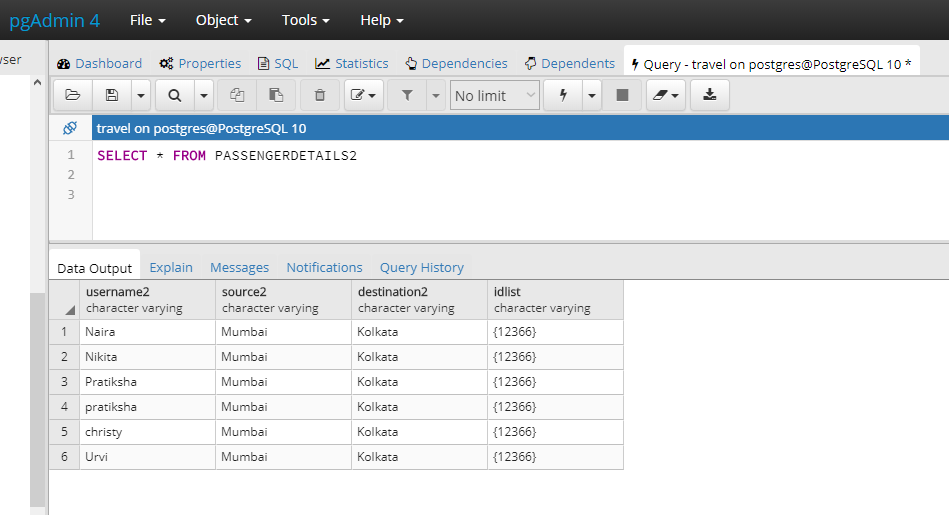 pgAdmin 4 File Object Tools Help
wser Dashboard Properties SQL Statistics Dependencies Dependents Query - travel on postgres@PostgreSQL 10 *
No limit
travel on postgres@PostgreSQL 10
1 SELECT * FROM PASSENGERDETAILS2
2
3
Data Output Explain Messages Notifications Query History
username2 source2 destination2 idlist
character varying character varying character varying character varying
1 Naira Mumbai Kolkata {12366}
2 Nikita Mumbai Kolkata {12366}
3 Pratiksha Mumbai Kolkata {12366}
4 pratiksha Mumbai Kolkata {12366}
5 christy Mumbai Kolkata {12366}
6 Urvi Mumbai Kolkata {12366}